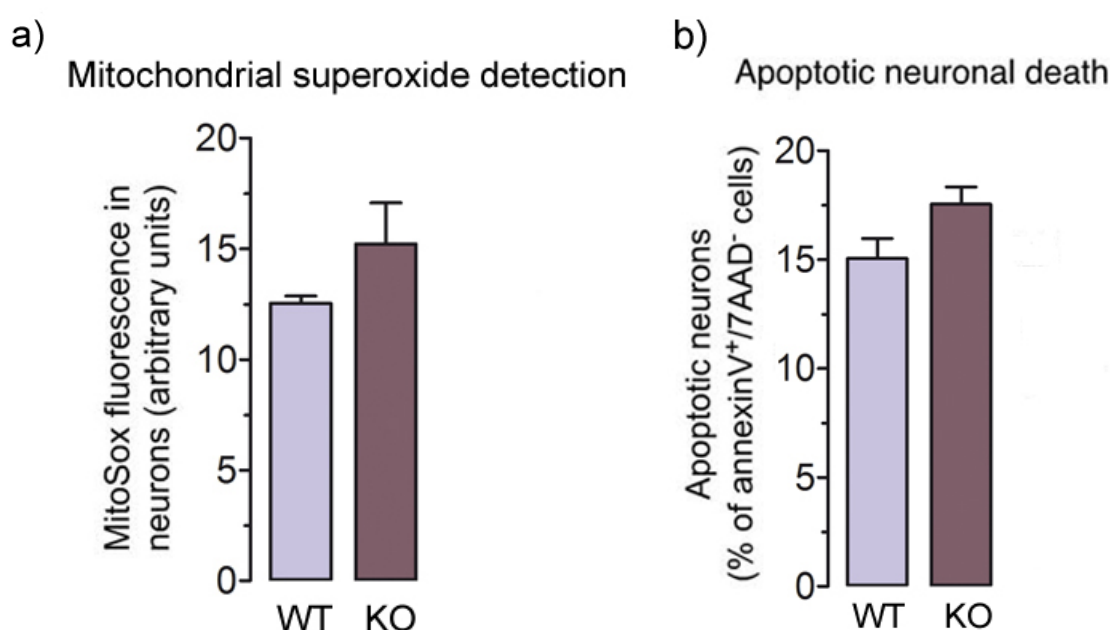 a)
Mitochondrial superoxide detection
MitoSox fluorescence in
neurons (arbitrary units)
20
15
10
5
0
WT KO
b)
Apoptotic neuronal death
Apoptotic neurons
(% of annexinV⁺/7AAD⁻ cells)
20
15
10
5
0
WT KO